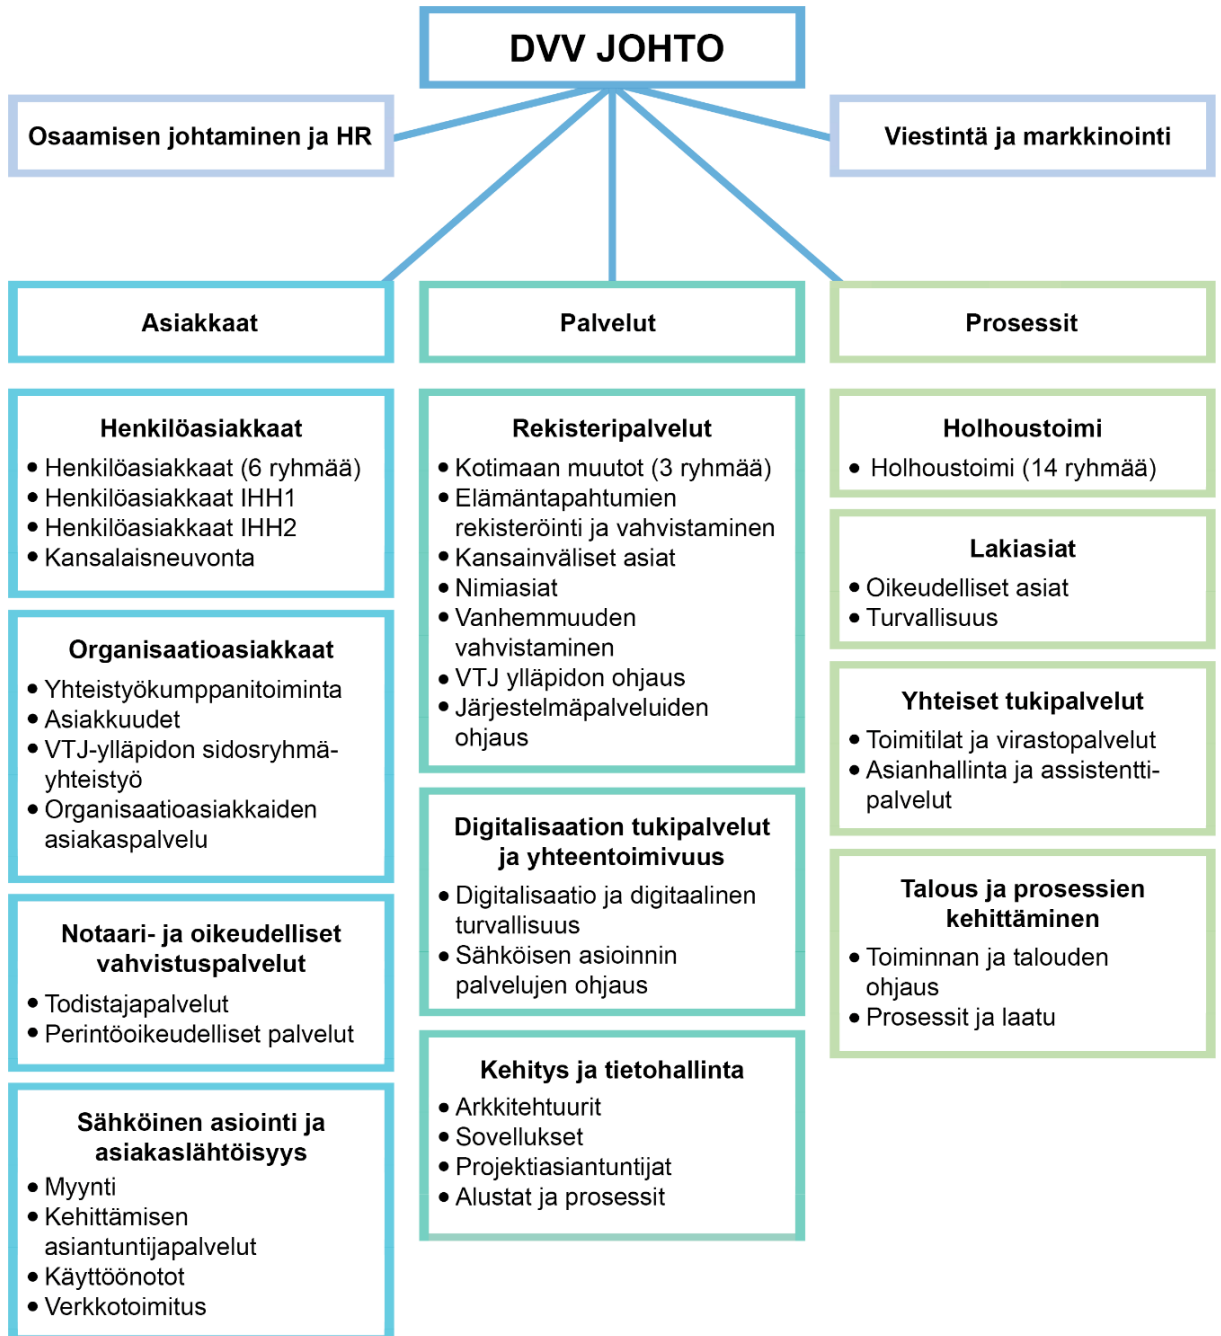 DVV JOHTO
Osaamisen johtaminen ja HR
Viestintä ja markkinointi
Asiakkaat
Palvelut
Prosessit
Henkilöasiakkaat
• Henkilöasiakkaat (6 ryhmää)
• Henkilöasiakkaat IHH1
• Henkilöasiakkaat IHH2
• Kansalaisneuvonta
Organisaatioasiakkaat
• Yhteistyökumppanitoiminta
• Asiakkuudet
• VTJ-ylläpidon sidosryhmä-
yhteistyö
• Organisaatioasiakkaiden
asiakaspalvelu
Notaari- ja oikeudelliset
vahvistuspalvelut
• Todistajapalvelut
• Perintöoikeudelliset palvelut
Sähköinen asiointi ja
asiakaslähtöisyys
• Myynti
• Kehittämisen
asiantuntijapalvelut
• Käyttöönotot
• Verkkotoimitus
Rekisteripalvelut
• Kotimaan muutot (3 ryhmää)
• Elämäntapahtumien
rekisteröinti ja vahvistaminen
• Kansainväliset asiat
• Nimiasiat
• Vanhemmuuden
vahvistaminen
• VTJ ylläpidon ohjaus
• Järjestelmäpalveluiden
ohjaus
Digitalisaation tukipalvelut
ja yhteentoimivuus
• Digitalisaatio ja digitaalinen
turvallisuus
• Sähköisen asioinnin
palvelujen ohjaus
Kehitys ja tietohallinta
• Arkkitehtuurit
• Sovellukset
• Projektiasiantuntijat
• Alustat ja prosessit
Holhoustoimi
• Holhoustoimi (14 ryhmää)
Lakiasiat
• Oikeudelliset asiat
• Turvallisuus
Yhteiset tukipalvelut
• Toimitilat ja virastopalvelut
• Asianhallinta ja assistentti-
palvelut
Talous ja prosessien
kehittäminen
• Toiminnan ja talouden
ohjaus
• Prosessit ja laatu